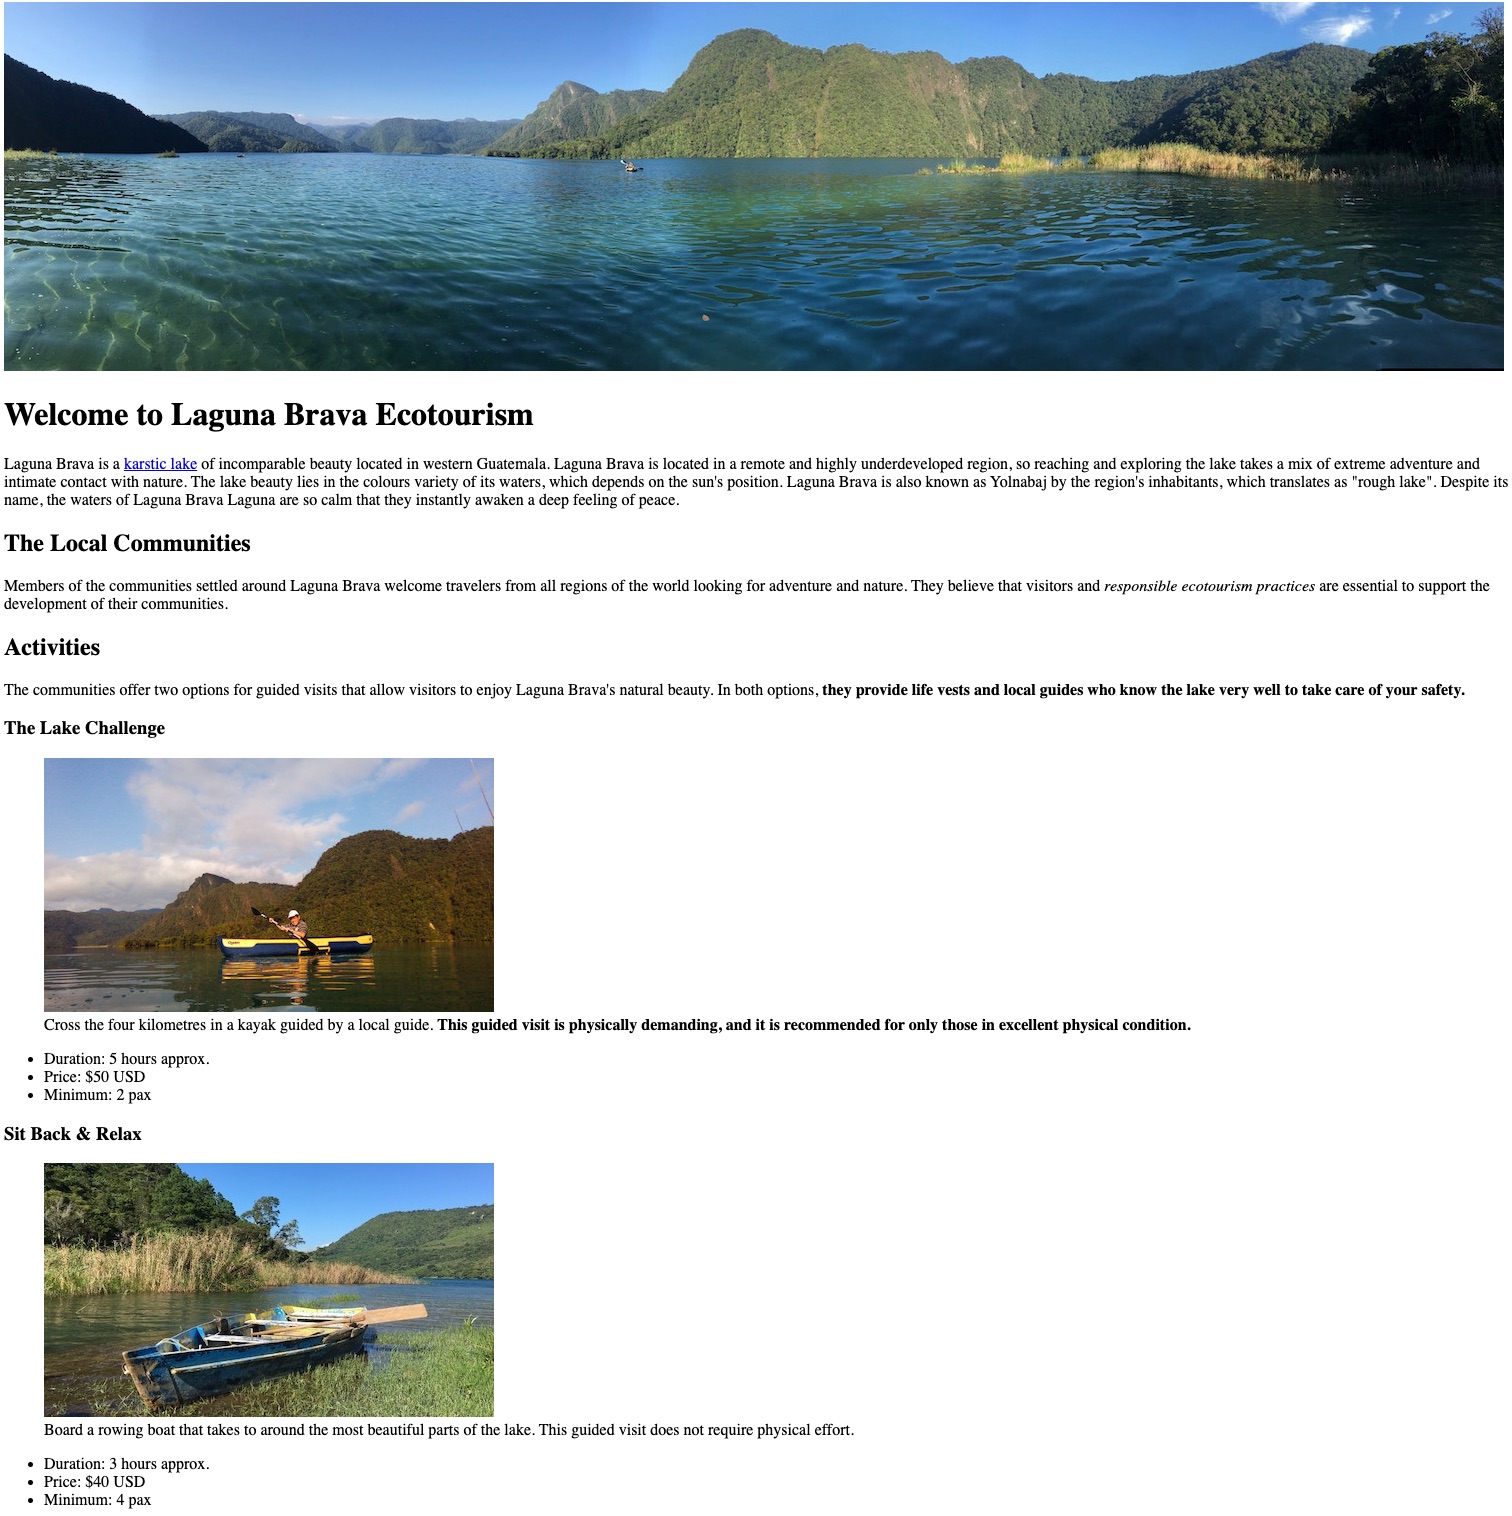 Welcome to Laguna Brava Ecotourism
Laguna Brava is a karstic lake of incomparable beauty located in western Guatemala. Laguna Brava is located in a remote and highly underdeveloped region, so reaching and exploring the lake takes a mix of extreme adventure and
intimate contact with nature. The lake beauty lies in the colours variety of its waters, which depends on the sun's position. Laguna Brava is also known as Yolnabaj by the region's inhabitants, which translates as "rough lake". Despite its
name, the waters of Laguna Brava Laguna are so calm that they instantly awaken a deep feeling of peace.
The Local Communities
Members of the communities settled around Laguna Brava welcome travelers from all regions of the world looking for adventure and nature. They believe that visitors and responsible ecotourism practices are essential to support the
development of their communities.
Activities
The communities offer two options for guided visits that allow visitors to enjoy Laguna Brava's natural beauty. In both options, they provide life vests and local guides who know the lake very well to take care of your safety.
The Lake Challenge
Cross the four kilometres in a kayak guided by a local guide. This guided visit is physically demanding, and it is recommended for only those in excellent physical condition.
• Duration: 5 hours approx.
• Price: $50 USD
• Minimum: 2 pax
Sit Back & Relax
Board a rowing boat that takes to around the most beautiful parts of the lake. This guided visit does not require physical effort.
• Duration: 3 hours approx.
• Price: $40 USD
• Minimum: 4 pax